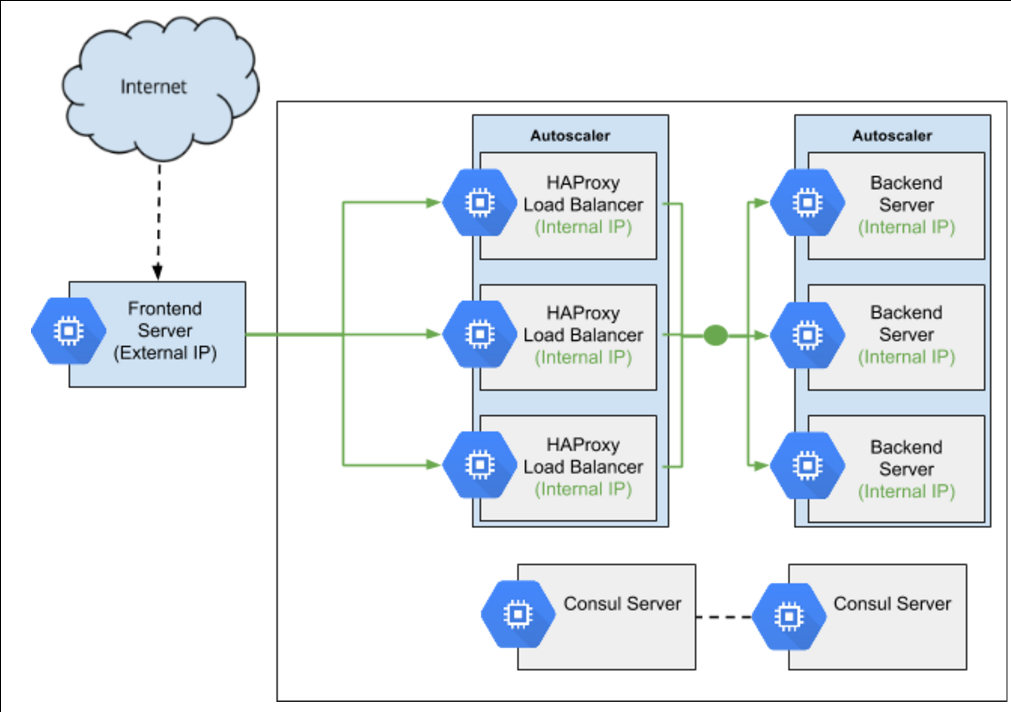 Internet
Frontend
Server
(External IP)
Autoscaler
HAProxy
Load Balancer
(Internal IP)
HAProxy
Load Balancer
(Internal IP)
HAProxy
Load Balancer
(Internal IP)
Autoscaler
Backend
Server
(Internal IP)
Backend
Server
(Internal IP)
Backend
Server
(Internal IP)
Consul Server
Consul Server